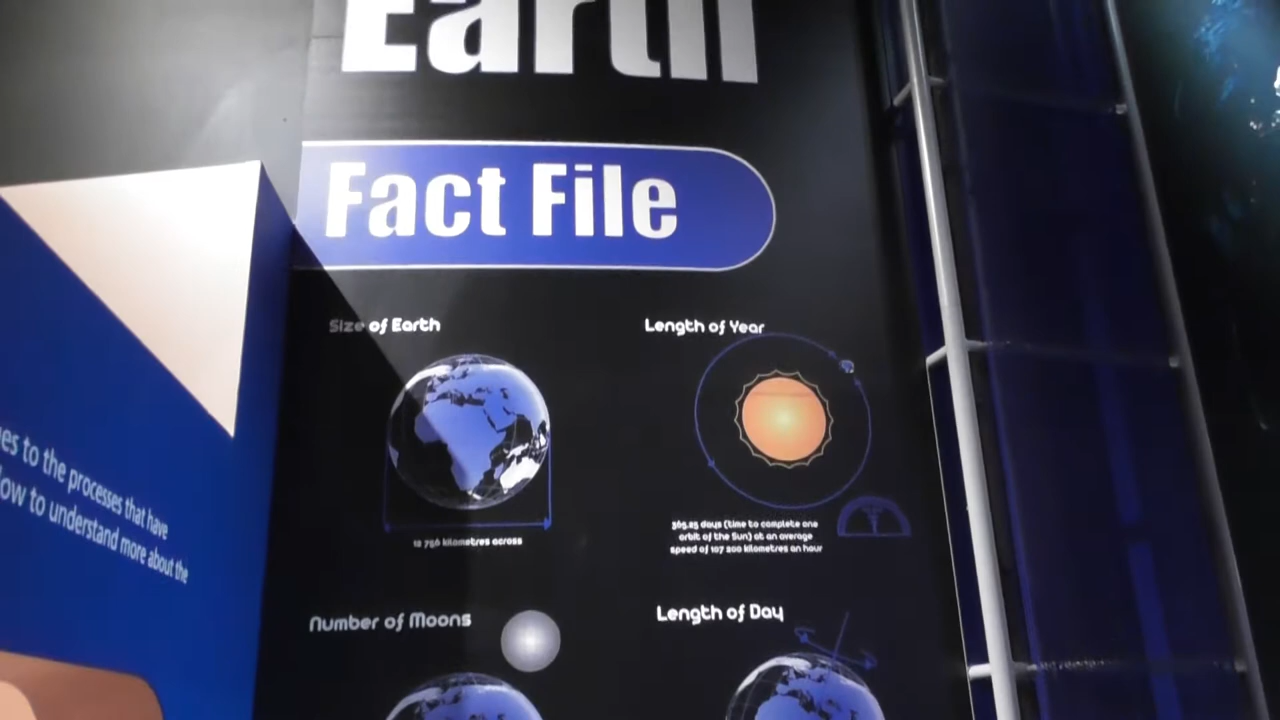 Earth
Fact File
Size of Earth
Length of Year
12 756 kilometres across
365.25 days (time to complete one
orbit of the Sun) at an average
speed of 107 200 kilometres an hour
Number of Moons
Length of Day
to the processes that have
to understand more about the